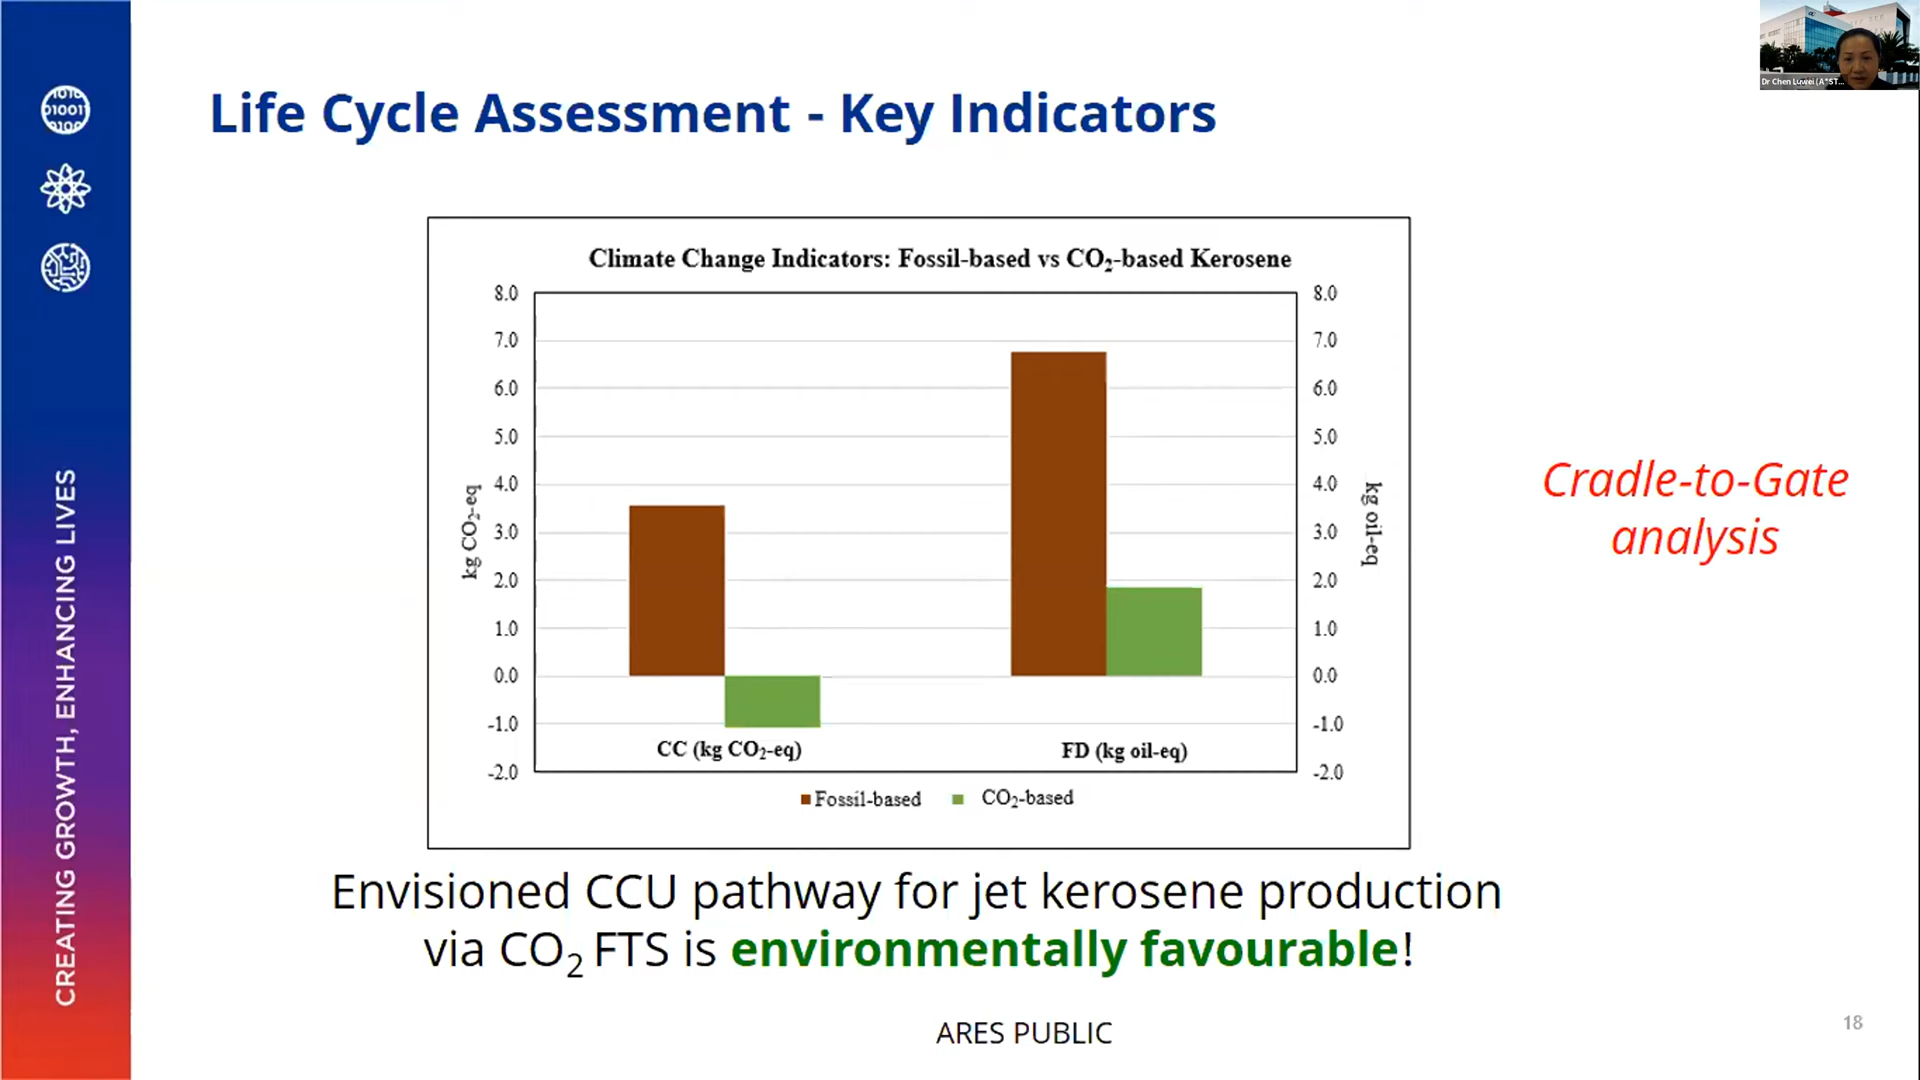 Life Cycle Assessment - Key Indicators
Dr Chen Luwei (A*ST...
Climate Change Indicators: Fossil-based vs CO₂-based Kerosene
8.0
7.0
6.0
5.0
4.0
3.0
2.0
1.0
0.0
-1.0
-2.0
kg CO₂-eq
8.0
7.0
6.0
5.0
4.0
3.0
2.0
1.0
0.0
-1.0
-2.0
kg oil-eq
CC (kg CO₂-eq)
FD (kg oil-eq)
Fossil-based
CO₂-based
Cradle-to-Gate
analysis
Envisioned CCU pathway for jet kerosene production
via CO₂ FTS is environmentally favourable!
ARES PUBLIC
18
CREATING GROWTH, ENHANCING LIVES
1010
01001
0100